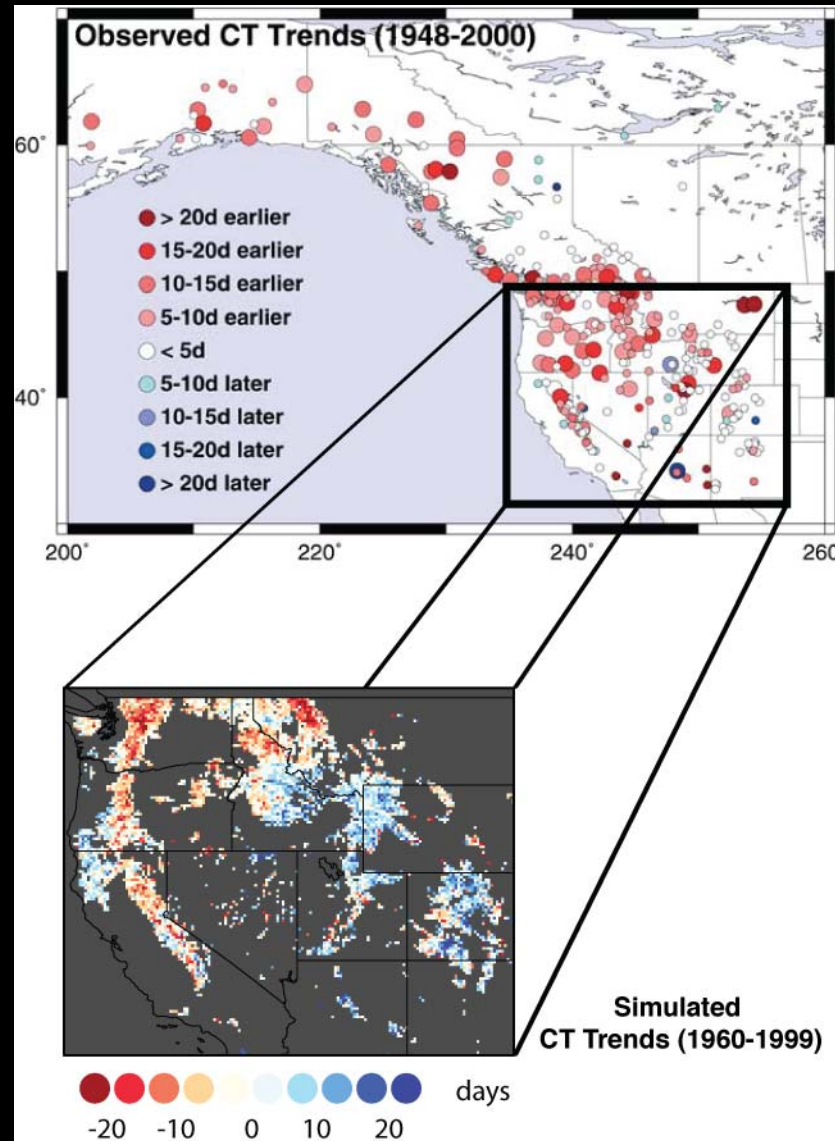 Observed CT Trends (1948-2000)
60°
> 20d earlier
15-20d earlier
10-15d earlier
5-10d earlier
< 5d
5-10d later
40°
10-15d later
15-20d later
> 20d later
200° 220° 240° 260
Simulated
CT Trends (1960-1999)
days
-20 -10 0 10 20